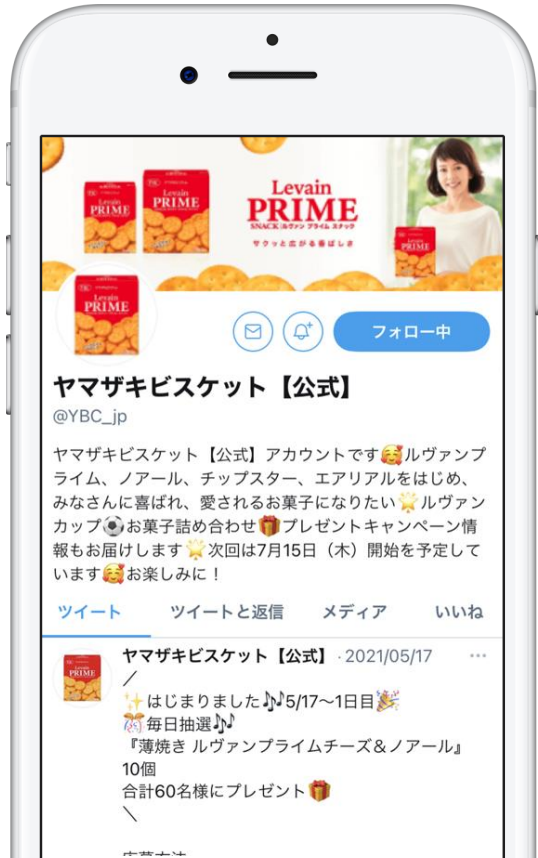 Levain
PRIME
Levain
PRIME
Levain
PRIME
SNACK ルヴァン プライム スナック
サクッと広がる香ばしさ
Levain
PRIME
Levain
PRIME
フォロー中
ヤマザキビスケット【公式】
@YBC_jp
ヤマザキビスケット【公式】アカウントです🥰ルヴァンプ
ライム、ノアール、チップスター、エアリアルをはじめ、
みなさんに喜ばれ、愛されるお菓子になりたい🌟ルヴァン
カップ⚽お菓子詰め合わせ🎁プレゼントキャンペーン情
報もお届けします🌟次回は7月15日（木）開始を予定して
います🥰お楽しみに！
ツイート ツイートと返信 メディア いいね
ヤマザキビスケット【公式】 · 2021/05/17 …
／
✨はじまりました🎶5/17〜1日目🎉
🎊毎日抽選🎶
『薄焼き ルヴァンプライムチーズ＆ノアール』
10個
合計60名様にプレゼント🎁
＼
Levain
PRIME